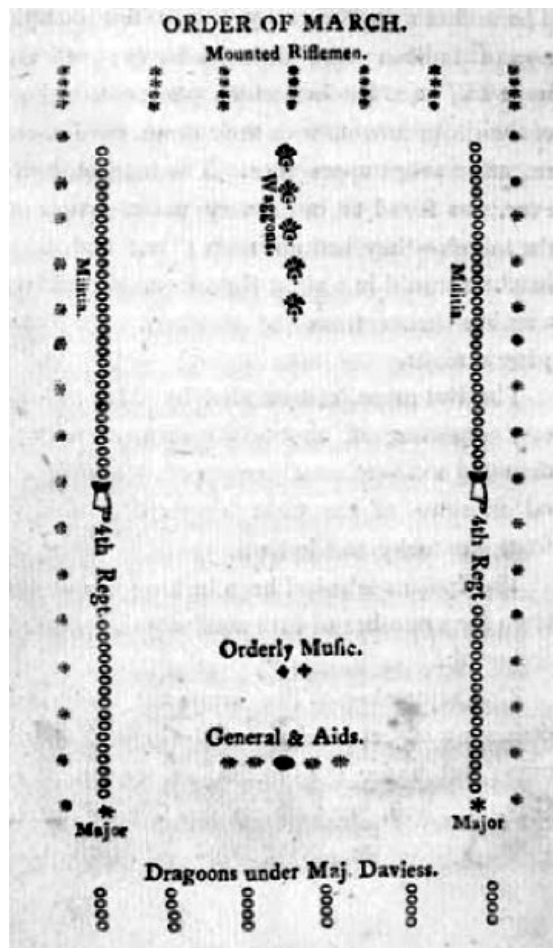 ORDER OF MARCH.
Mounted Riflemen.
Waggons.
Militia.
Militia
4th Regt
4th Regt
Orderly Muſic.
General & Aids.
Major
Major
Dragoons under Maj. Daviess.